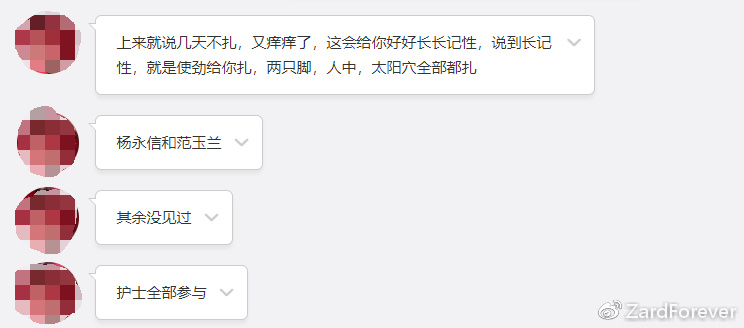 上来就说几天不扎，又痒痒了，这会给你好好长长记性，说到长记
性，就是使劲给你扎，两只脚，人中，太阳穴全部都扎
杨永信和范玉兰
其余没见过
护士全部参与
ZardForever